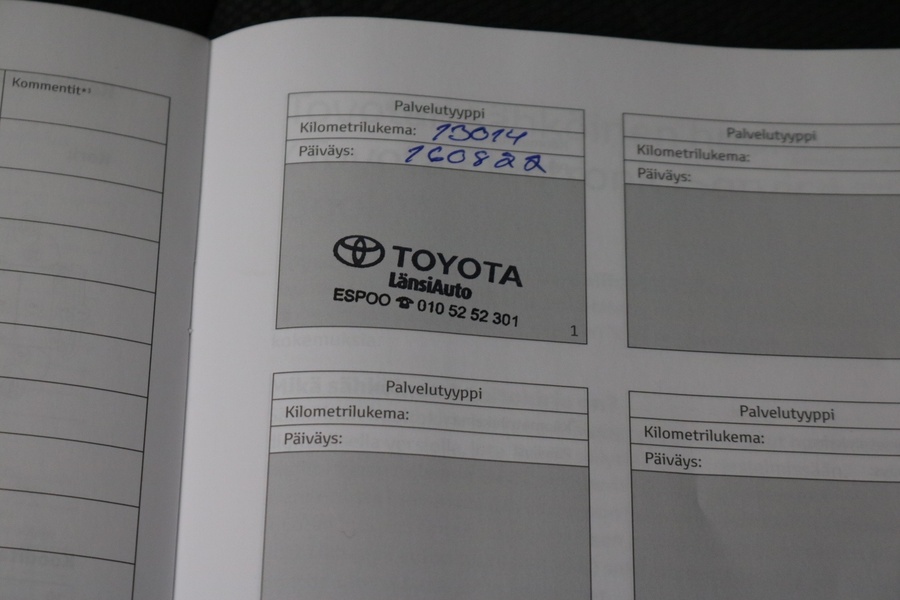 Kommentit*¹
Palvelutyyppi
Kilometrilukema: 13014
Päiväys: 160822
TOYOTA
LänsiAuto
ESPOO ☎ 010 52 52 301
1
Palvelutyyppi
Kilometrilukema:
Päiväys:
Palvelutyyppi
Kilometrilukema:
Päiväys:
Palvelutyyppi
Kilometrilukema:
Päiväys: